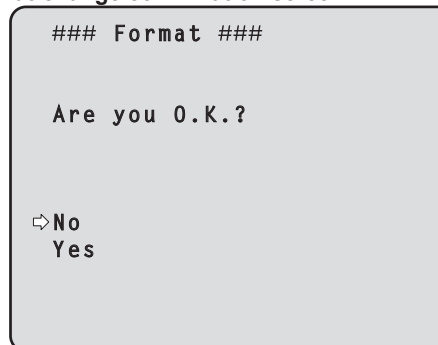 ### Format ###
Are you O.K.?
⇨No
Yes